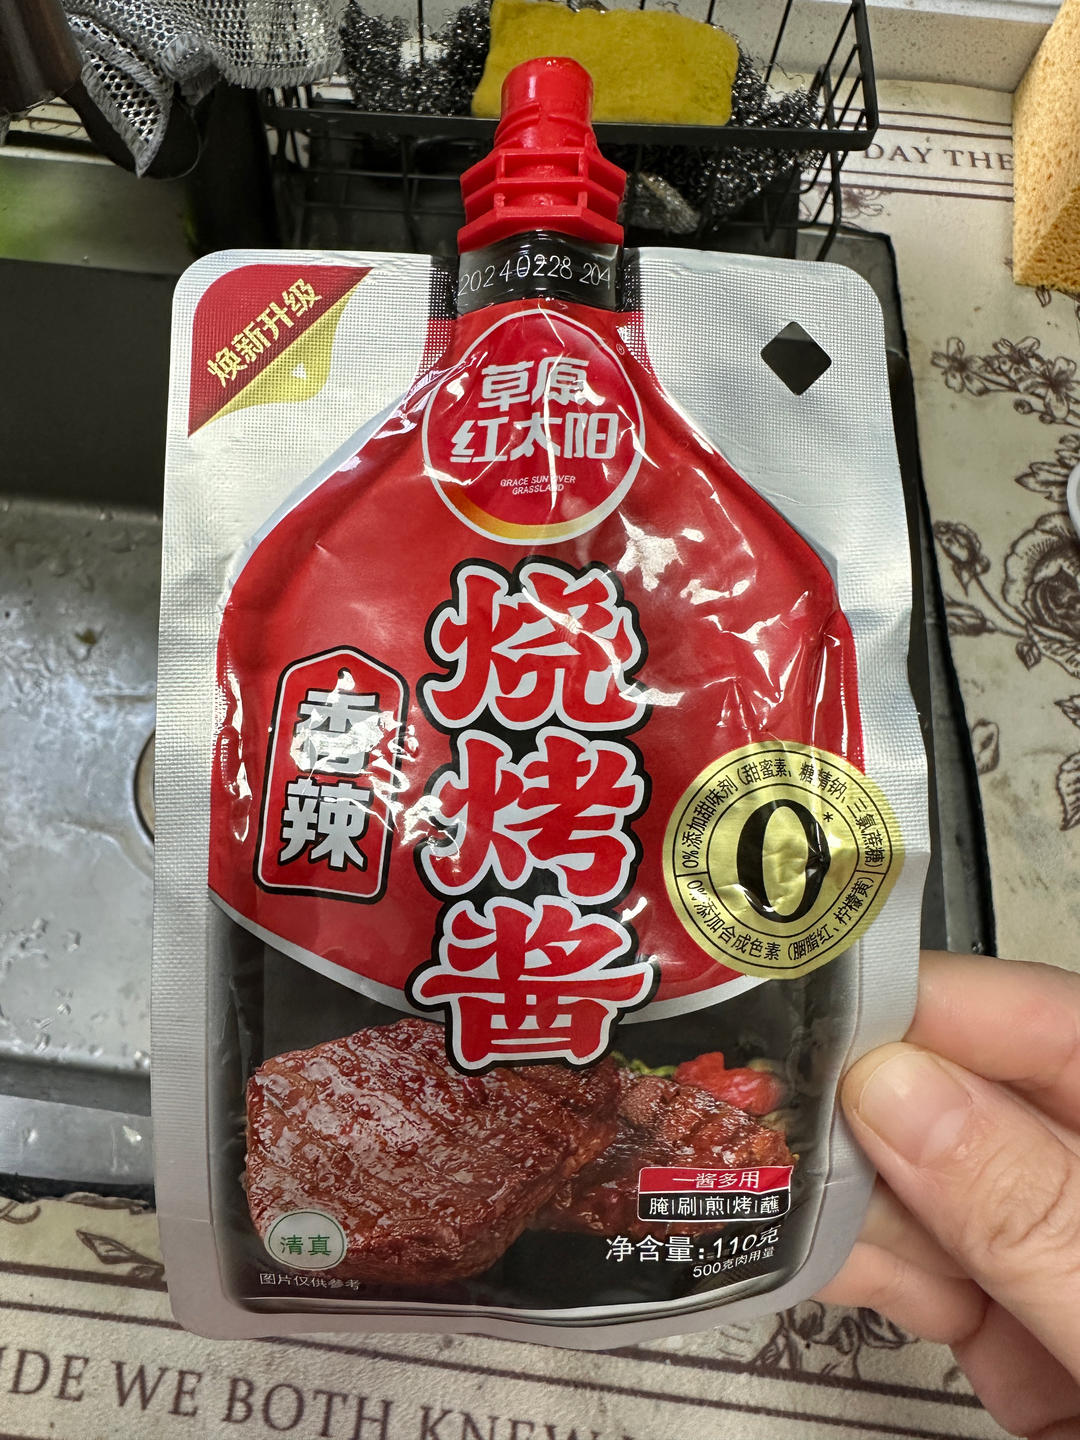 DAY THE
20240228 204
焕新升级
草原
红太阳
®
GRACE SUN OVER
GRASSLAND
烧烤酱
香辣
0%添加甜味剂(甜蜜素、糖精钠、三氯蔗糖)
0*
0%添加合成色素(胭脂红、柠檬黄)
一酱多用
腌|刷|煎|烤|蘸
净含量:110克
500克肉用量
清真
图片仅供参考
IDE WE BOTH KNEW